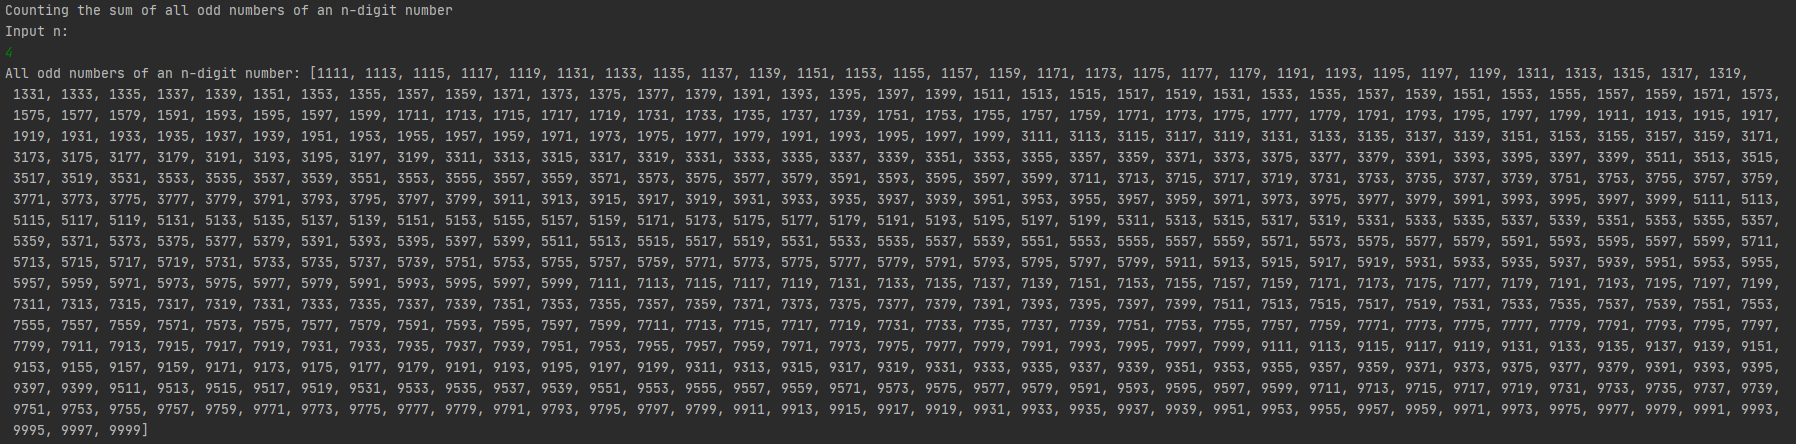 Counting the sum of all odd numbers of an n-digit number
Input n:
4
All odd numbers of an n-digit number: [1111, 1113, 1115, 1117, 1119, 1131, 1133, 1135, 1137, 1139, 1151, 1153, 1155, 1157, 1159, 1171, 1173, 1175, 1177, 1179, 1191, 1193, 1195, 1197, 1199, 1311, 1313, 1315, 1317, 1319,
1331, 1333, 1335, 1337, 1339, 1351, 1353, 1355, 1357, 1359, 1371, 1373, 1375, 1377, 1379, 1391, 1393, 1395, 1397, 1399, 1511, 1513, 1515, 1517, 1519, 1531, 1533, 1535, 1537, 1539, 1551, 1553, 1555, 1557, 1559, 1571, 1573,
1575, 1577, 1579, 1591, 1593, 1595, 1597, 1599, 1711, 1713, 1715, 1717, 1719, 1731, 1733, 1735, 1737, 1739, 1751, 1753, 1755, 1757, 1759, 1771, 1773, 1775, 1777, 1779, 1791, 1793, 1795, 1797, 1799, 1911, 1913, 1915, 1917,
1919, 1931, 1933, 1935, 1937, 1939, 1951, 1953, 1955, 1957, 1959, 1971, 1973, 1975, 1977, 1979, 1991, 1993, 1995, 1997, 1999, 3111, 3113, 3115, 3117, 3119, 3131, 3133, 3135, 3137, 3139, 3151, 3153, 3155, 3157, 3159, 3171,
3173, 3175, 3177, 3179, 3191, 3193, 3195, 3197, 3199, 3311, 3313, 3315, 3317, 3319, 3331, 3333, 3335, 3337, 3339, 3351, 3353, 3355, 3357, 3359, 3371, 3373, 3375, 3377, 3379, 3391, 3393, 3395, 3397, 3399, 3511, 3513, 3515,
3517, 3519, 3531, 3533, 3535, 3537, 3539, 3551, 3553, 3555, 3557, 3559, 3571, 3573, 3575, 3577, 3579, 3591, 3593, 3595, 3597, 3599, 3711, 3713, 3715, 3717, 3719, 3731, 3733, 3735, 3737, 3739, 3751, 3753, 3755, 3757, 3759,
3771, 3773, 3775, 3777, 3779, 3791, 3793, 3795, 3797, 3799, 3911, 3913, 3915, 3917, 3919, 3931, 3933, 3935, 3937, 3939, 3951, 3953, 3955, 3957, 3959, 3971, 3973, 3975, 3977, 3979, 3991, 3993, 3995, 3997, 3999, 5111, 5113,
5115, 5117, 5119, 5131, 5133, 5135, 5137, 5139, 5151, 5153, 5155, 5157, 5159, 5171, 5173, 5175, 5177, 5179, 5191, 5193, 5195, 5197, 5199, 5311, 5313, 5315, 5317, 5319, 5331, 5333, 5335, 5337, 5339, 5351, 5353, 5355, 5357,
5359, 5371, 5373, 5375, 5377, 5379, 5391, 5393, 5395, 5397, 5399, 5511, 5513, 5515, 5517, 5519, 5531, 5533, 5535, 5537, 5539, 5551, 5553, 5555, 5557, 5559, 5571, 5573, 5575, 5577, 5579, 5591, 5593, 5595, 5597, 5599, 5711,
5713, 5715, 5717, 5719, 5731, 5733, 5735, 5737, 5739, 5751, 5753, 5755, 5757, 5759, 5771, 5773, 5775, 5777, 5779, 5791, 5793, 5795, 5797, 5799, 5911, 5913, 5915, 5917, 5919, 5931, 5933, 5935, 5937, 5939, 5951, 5953, 5955,
5957, 5959, 5971, 5973, 5975, 5977, 5979, 5991, 5993, 5995, 5997, 5999, 7111, 7113, 7115, 7117, 7119, 7131, 7133, 7135, 7137, 7139, 7151, 7153, 7155, 7157, 7159, 7171, 7173, 7175, 7177, 7179, 7191, 7193, 7195, 7197, 7199,
7311, 7313, 7315, 7317, 7319, 7331, 7333, 7335, 7337, 7339, 7351, 7353, 7355, 7357, 7359, 7371, 7373, 7375, 7377, 7379, 7391, 7393, 7395, 7397, 7399, 7511, 7513, 7515, 7517, 7519, 7531, 7533, 7535, 7537, 7539, 7551, 7553,
7555, 7557, 7559, 7571, 7573, 7575, 7577, 7579, 7591, 7593, 7595, 7597, 7599, 7711, 7713, 7715, 7717, 7719, 7731, 7733, 7735, 7737, 7739, 7751, 7753, 7755, 7757, 7759, 7771, 7773, 7775, 7777, 7779, 7791, 7793, 7795, 7797,
7799, 7911, 7913, 7915, 7917, 7919, 7931, 7933, 7935, 7937, 7939, 7951, 7953, 7955, 7957, 7959, 7971, 7973, 7975, 7977, 7979, 7991, 7993, 7995, 7997, 7999, 9111, 9113, 9115, 9117, 9119, 9131, 9133, 9135, 9137, 9139, 9151,
9153, 9155, 9157, 9159, 9171, 9173, 9175, 9177, 9179, 9191, 9193, 9195, 9197, 9199, 9311, 9313, 9315, 9317, 9319, 9331, 9333, 9335, 9337, 9339, 9351, 9353, 9355, 9357, 9359, 9371, 9373, 9375, 9377, 9379, 9391, 9393, 9395,
9397, 9399, 9511, 9513, 9515, 9517, 9519, 9531, 9533, 9535, 9537, 9539, 9551, 9553, 9555, 9557, 9559, 9571, 9573, 9575, 9577, 9579, 9591, 9593, 9595, 9597, 9599, 9711, 9713, 9715, 9717, 9719, 9731, 9733, 9735, 9737, 9739,
9751, 9753, 9755, 9757, 9759, 9771, 9773, 9775, 9777, 9779, 9791, 9793, 9795, 9797, 9799, 9911, 9913, 9915, 9917, 9919, 9931, 9933, 9935, 9937, 9939, 9951, 9953, 9955, 9957, 9959, 9971, 9973, 9975, 9977, 9979, 9991, 9993,
9995, 9997, 9999]